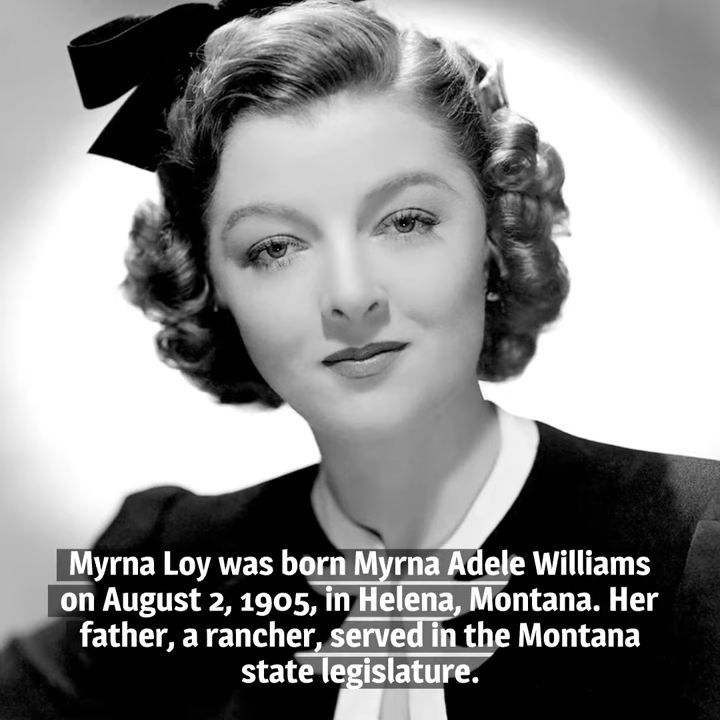 Myrna Loy was born Myrna Adele Williams
on August 2, 1905, in Helena, Montana. Her
father, a rancher, served in the Montana
state legislature.